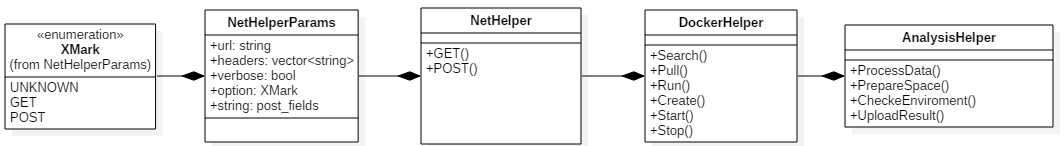 «enumeration»
XMark
(from NetHelperParams)
UNKNOWN
GET
POST
NetHelperParams
+url: string
+headers: vector<string>
+verbose: bool
+option: XMark
+string: post_fields
NetHelper
+GET()
+POST()
DockerHelper
+Search()
+Pull()
+Run()
+Create()
+Start()
+Stop()
AnalysisHelper
+ProcessData()
+PrepareSpace()
+CheckeEnviroment()
+UploadResult()